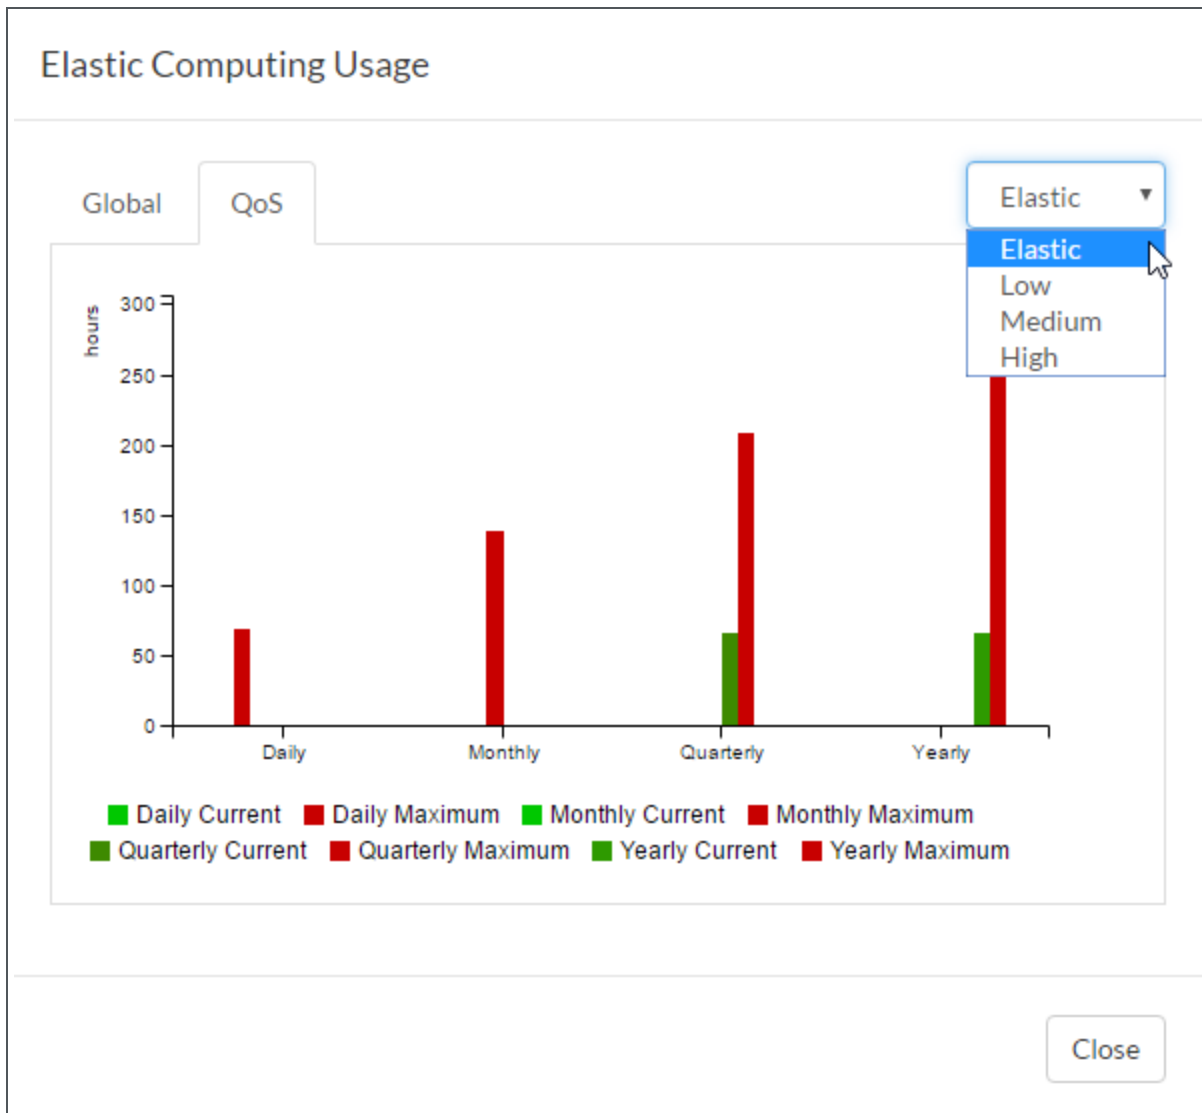 Elastic Computing Usage
Global QoS Elastic
Elastic
Low
Medium
High
hours
300
250
200
150
100
50
0
Daily Monthly Quarterly Yearly
Daily Current Daily Maximum Monthly Current Monthly Maximum
Quarterly Current Quarterly Maximum Yearly Current Yearly Maximum
Close